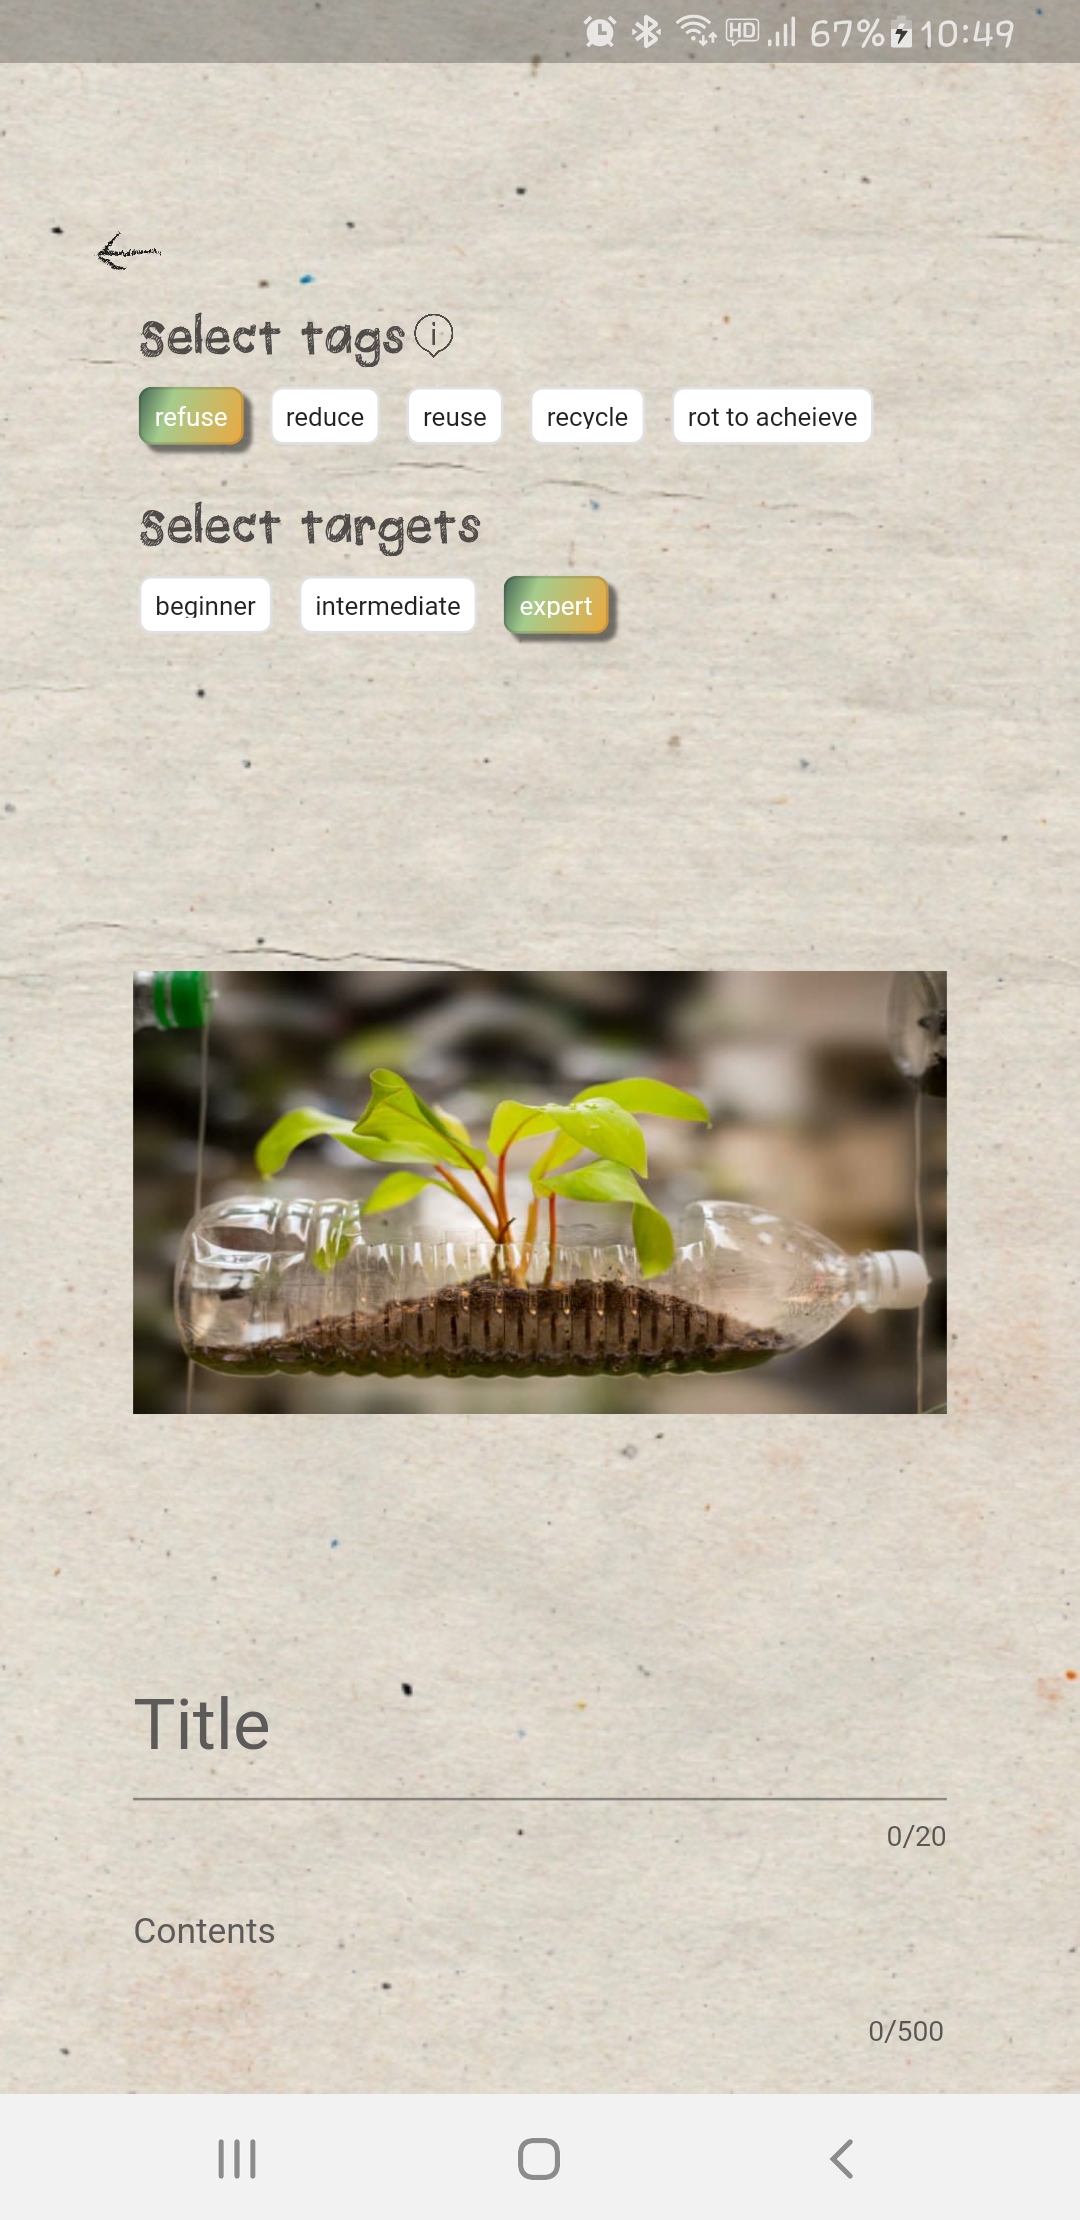 HD 67% 10:49
Select tags i
refuse reduce reuse recycle rot to acheieve
Select targets
beginner intermediate expert
Title
0/20
Contents
0/500